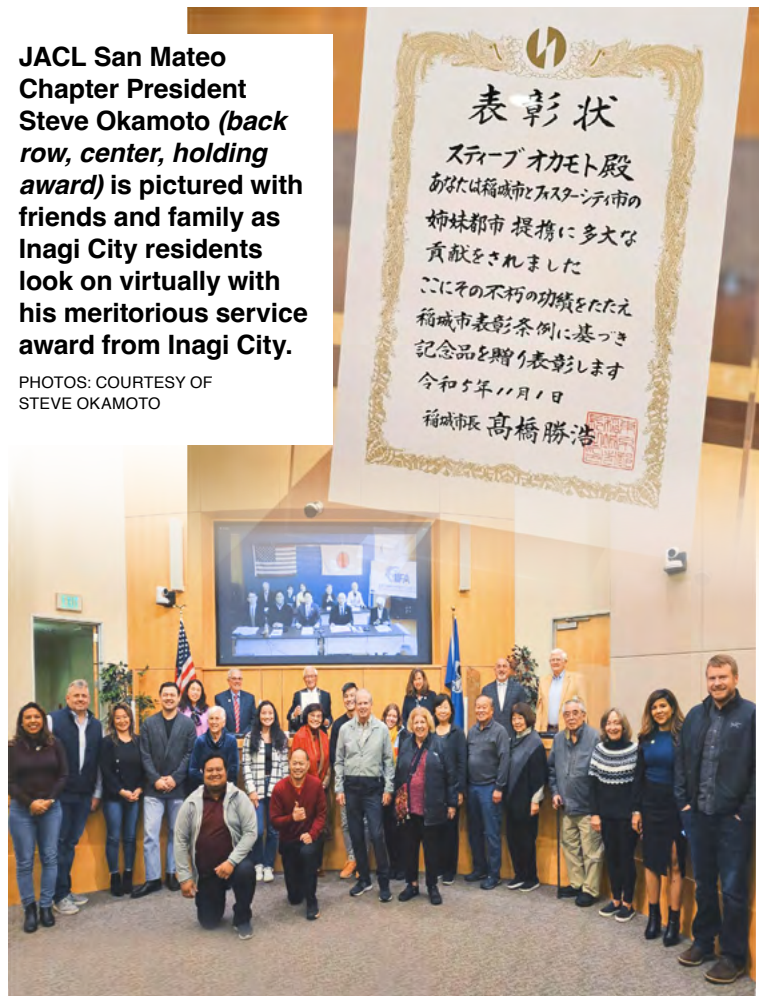 JACL San Mateo
Chapter President
Steve Okamoto (back
row, center, holding
award) is pictured with
friends and family as
Inagi City residents
look on virtually with
his meritorious service
award from Inagi City.
PHOTOS: COURTESY OF
STEVE OKAMOTO
表彰状
スティーブ オカモト殿
あなたは稲城市とフォスターシティ市の
姉妹都市提携に多大な
貢献をされました
ここにその不朽の功績をたたえ
稲城市表彰条例に基づき
記念品を贈り表彰します
令和5年11月1日
稲城市長 髙橋勝浩